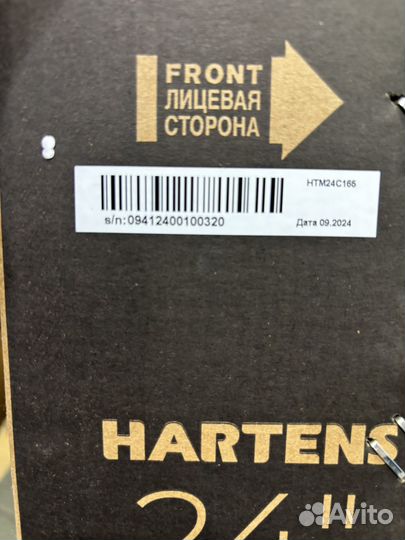 FRONT
ЛИЦЕВАЯ
СТОРОНА
HTM24C165
s/n:09412400100320
Дата 09.2024
HARTENS
24"
Avito